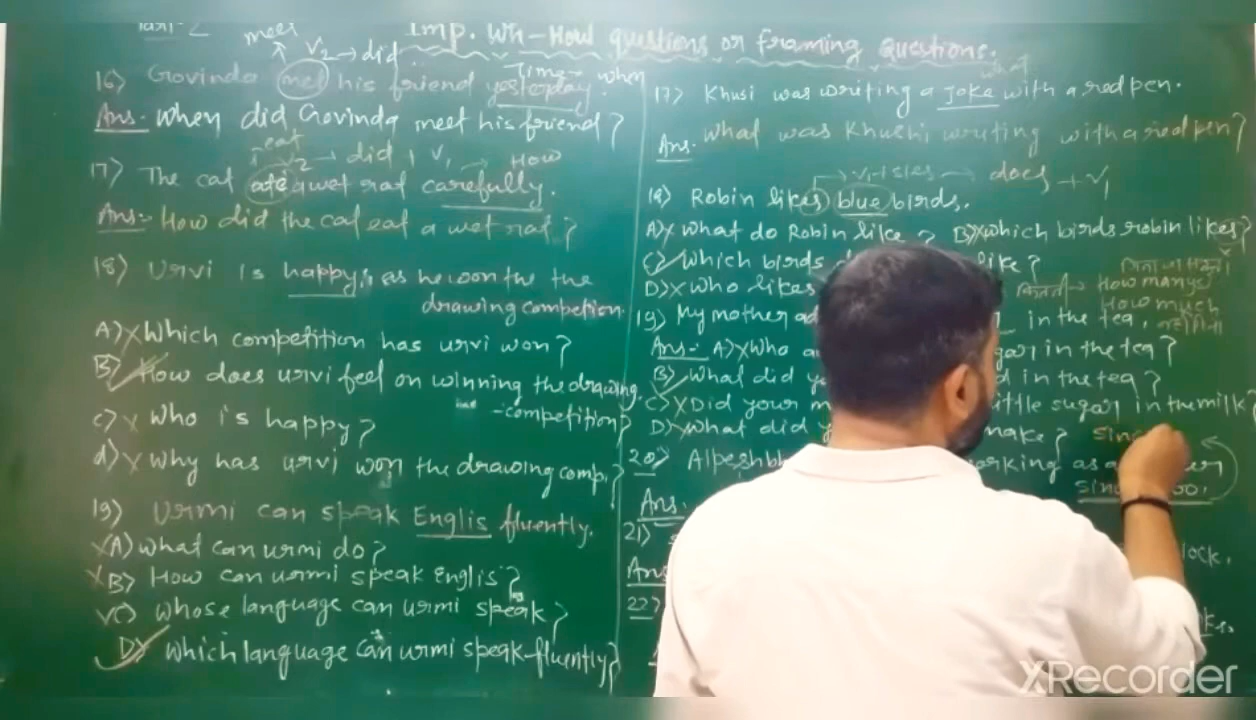 Part-2
Imp. Wh-How questions or framing questions.
meet
V2 → did
16) Govinda met his friend yesterday.
Time → when
Ans. When did Govinda meet his friend?
eat
V2 → did, V1 → How
17) The cat ate a wet rat carefully.
Ans:- How did the cat eat a wet rat?
18) Urvi is happy, as he won the the
drawing competion.
A) X Which competition has urvi won?
B) How does urvi feel on winning the drawing
-competition?
c) X Who is happy?
d) X why has urvi won the drawing comp.?
19) Urmi can speak Englis fluently.
X A) what can urmi do?
X B) How can urmi speak Englis?
C) whose language can urmi speak?
D) which language can urmi speak fluently?
what
17) Khusi was writing a joke with a red pen.
Ans. What was Khushi writing with a red pen?
does + V1
18) Robin likes blue birds.
A) X What do Robin like? B) X which birds robin likes?
C) Which birds like?
D) X Who likes
How many
How much
19) My mother in the tea.
Ans:- A) X Who in the tea?
B) What did in the tea?
C) X Did your little sugar in the milk
D) X What did make?
20) Alpeshbh working as a
Ans.
21)
lock.
Ans
22)
XRecorder